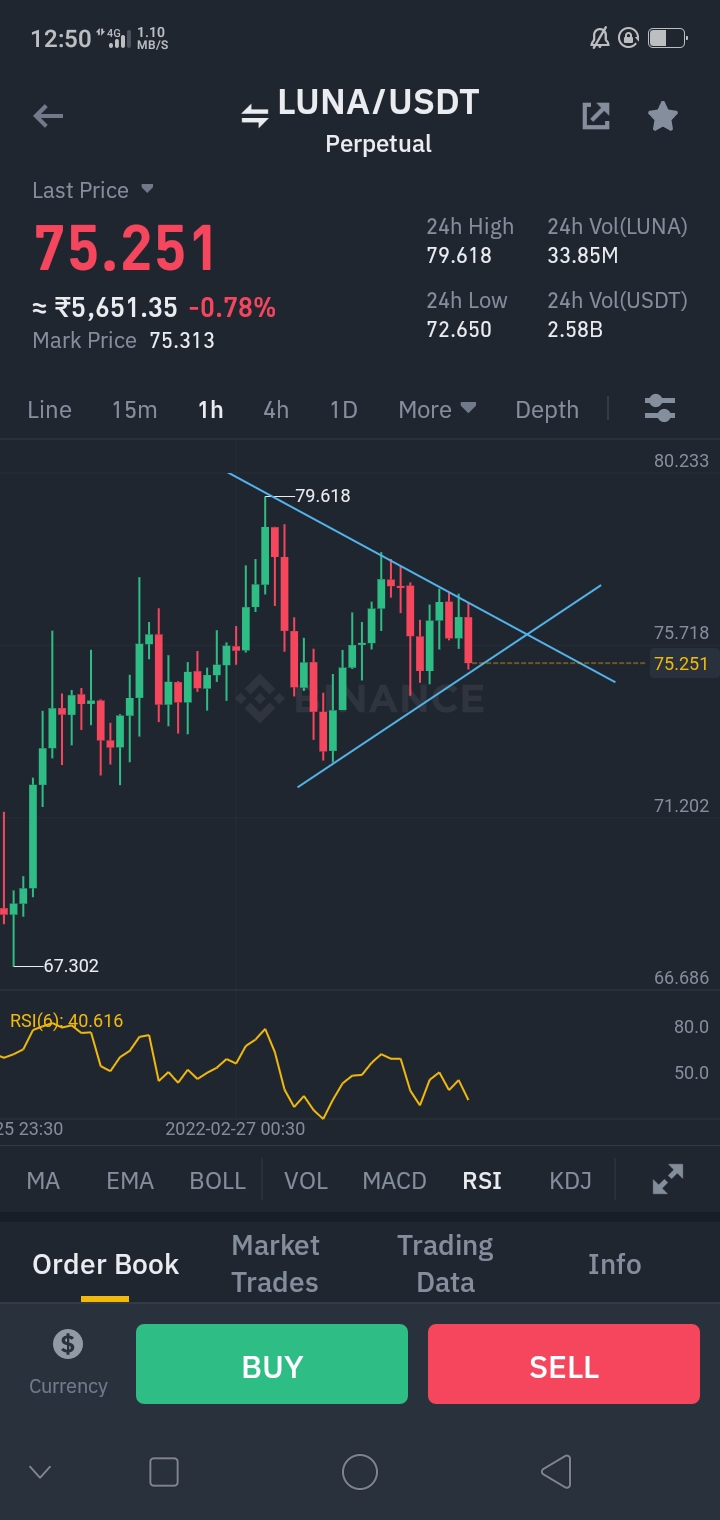 12:50 4G 1.10 MB/S
LUNA/USDT
Perpetual
Last Price
75.251
≈ ₹5,651.35 -0.78%
Mark Price 75.313
24h High
79.618
24h Vol(LUNA)
33.85M
24h Low
72.650
24h Vol(USDT)
2.58B
Line 15m 1h 4h 1D More Depth
80.233
79.618
75.718
75.251
BINANCE
71.202
67.302
66.686
RSI(6): 40.616
80.0
50.0
25 23:30 2022-02-27 00:30
MA EMA BOLL VOL MACD RSI KDJ
Order Book
Market Trades
Trading Data
Info
$
Currency
BUY
SELL